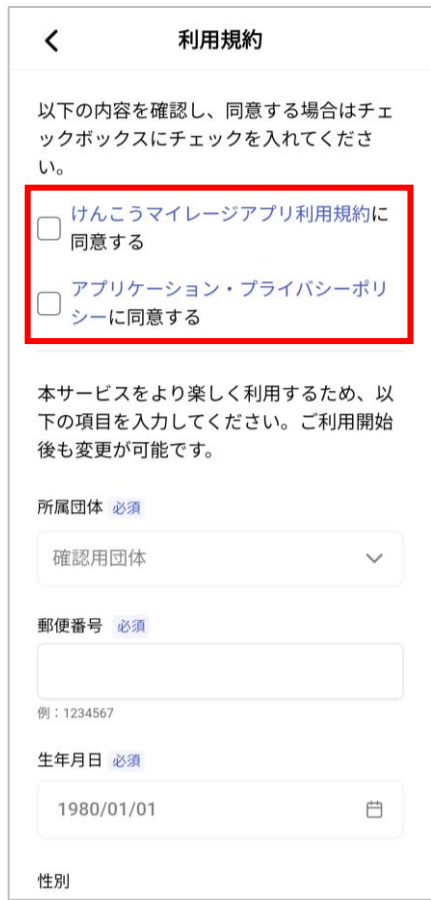 利用規約
以下の内容を確認し、同意する場合はチェ
ックボックスにチェックを入れてくださ
い。
けんこうマイレージアプリ利用規約に
同意する
アプリケーション・プライバシーポリ
シーに同意する
本サービスをより楽しく利用するため、以
下の項目を入力してください。ご利用開始
後も変更が可能です。
所属団体 必須
確認用団体
郵便番号 必須
例：1234567
生年月日 必須
1980/01/01
性別